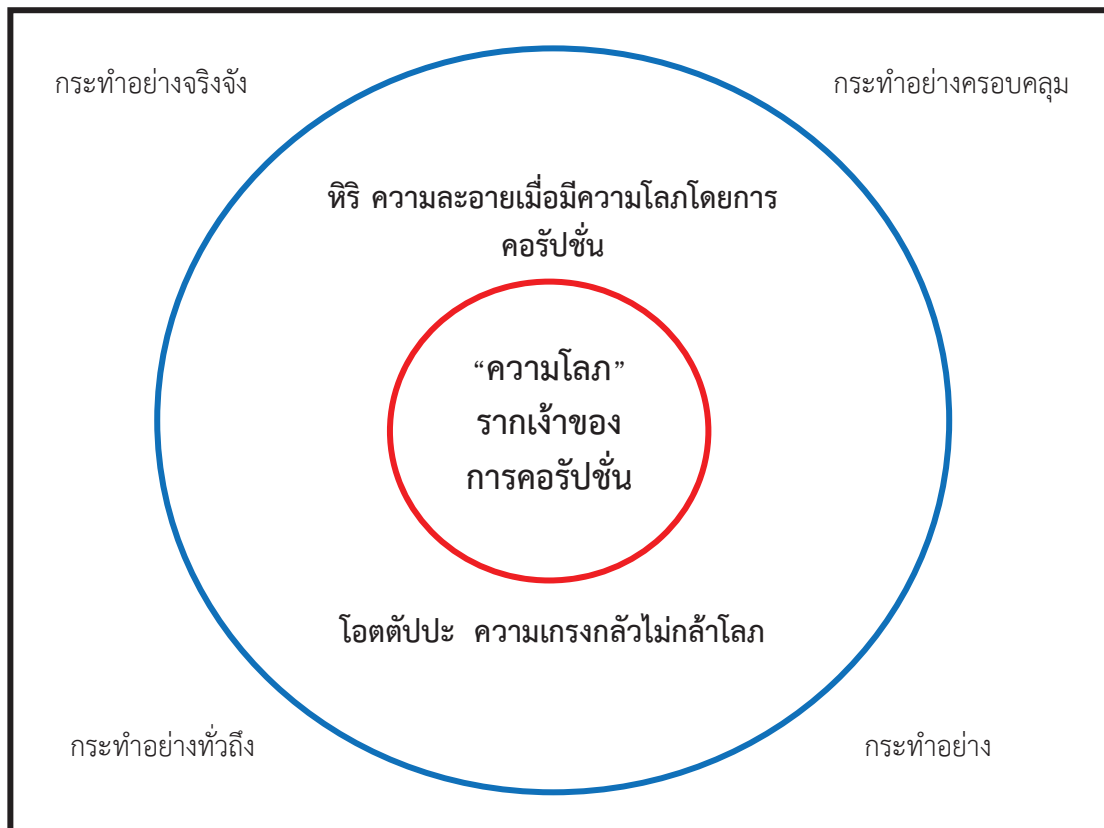 กระทำอย่างจริงจัง
กระทำอย่างครอบคลุม
หิริ ความละอายเมื่อมีความโลภโดยการ
คอรัปชั่น
“ความโลภ”
รากเง้าของ
การคอรัปชั่น
โอตตัปปะ ความเกรงกลัวไม่กล้าโลภ
กระทำอย่างทั่วถึง
กระทำอย่าง